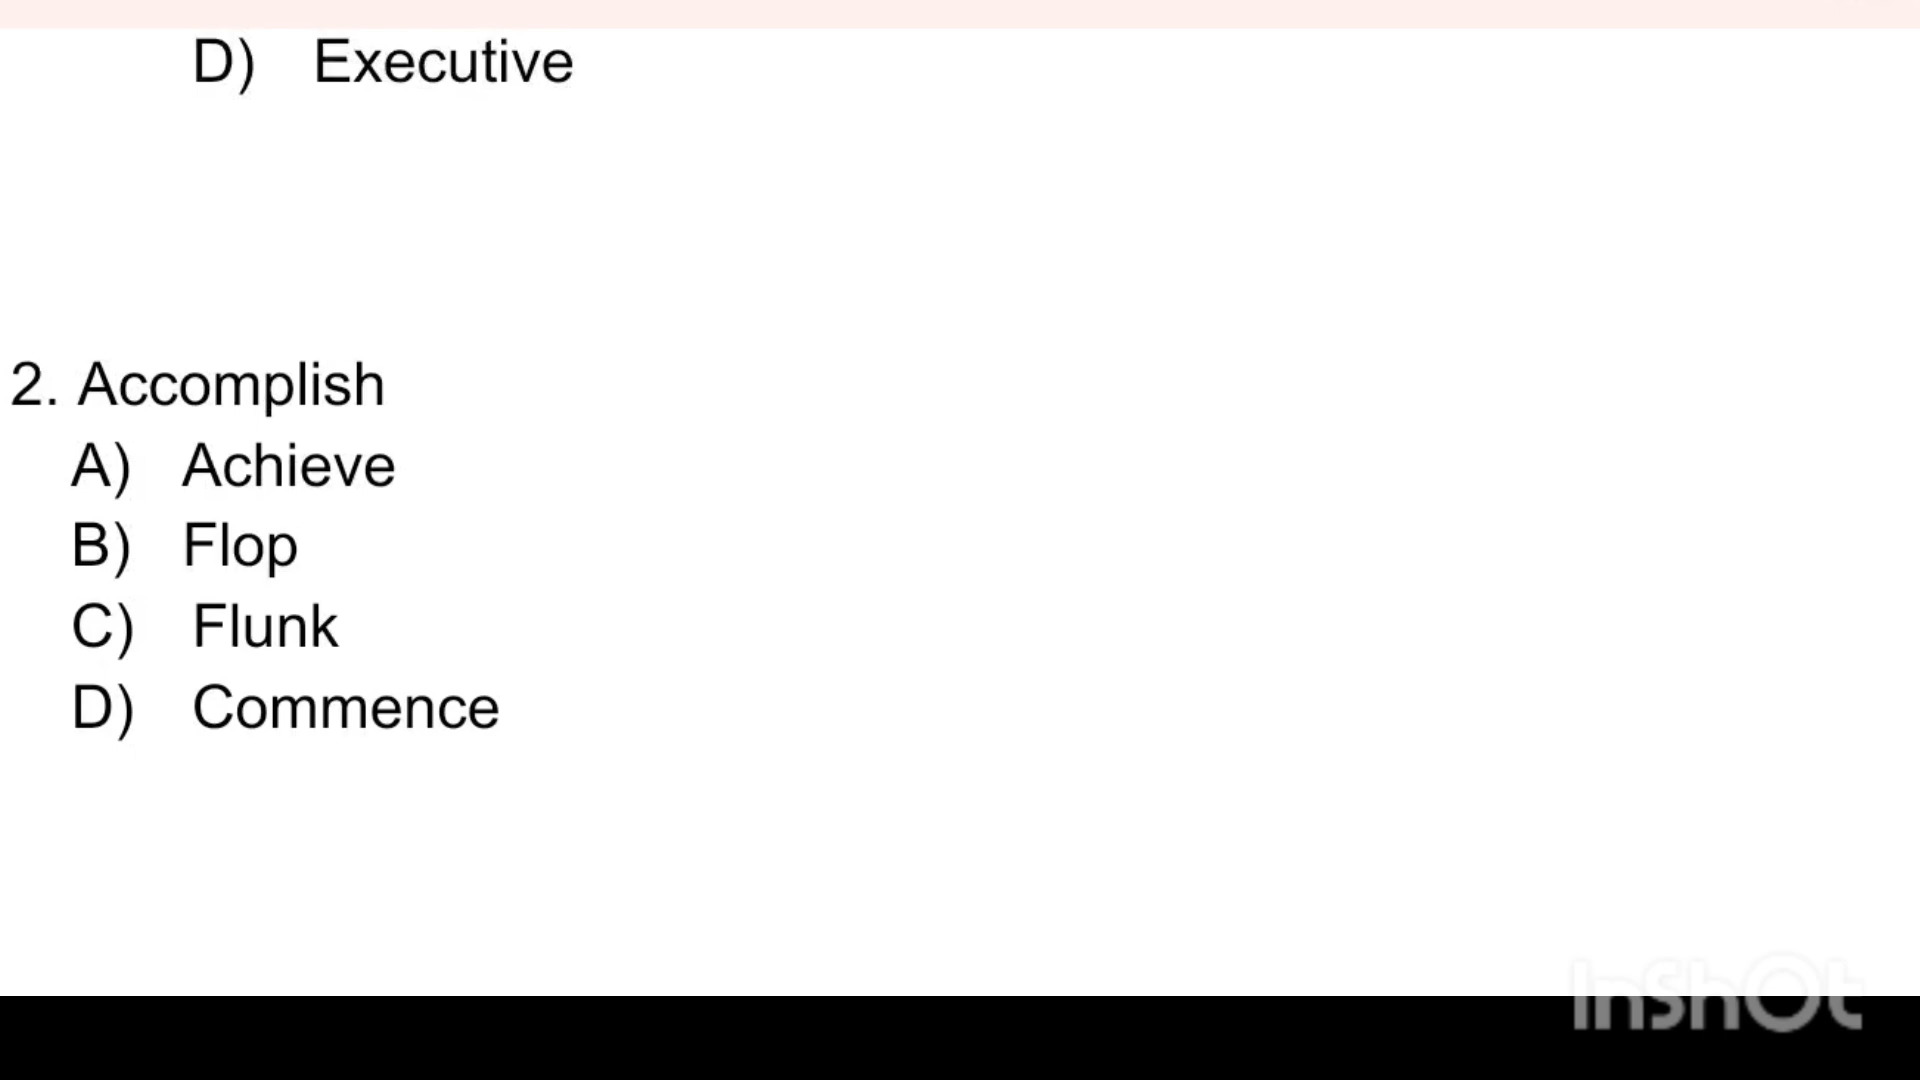 D) Executive
2. Accomplish
A) Achieve
B) Flop
C) Flunk
D) Commence
InShOt